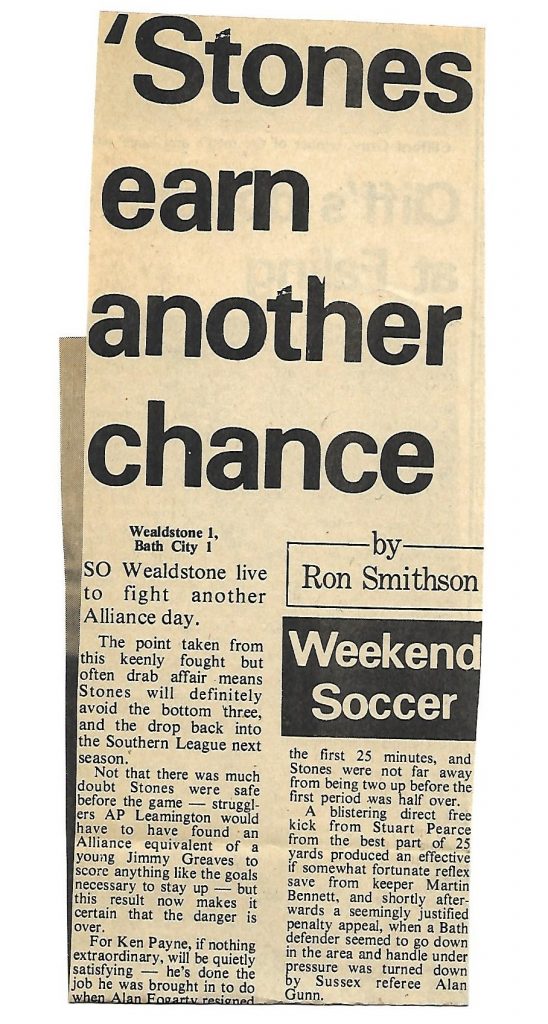 'Stones
earn
another
chance
Wealdstone 1,
Bath City 1
SO Wealdstone live
to fight another
Alliance day.
The point taken from
this keenly fought but
often drab affair means
Stones will definitely
avoid the bottom three,
and the drop back into
the Southern League next
season.
Not that there was much
doubt Stones were safe
before the game — struggl-
ers AP Leamington would
have to have found an
Alliance equivalent of a
young Jimmy Greaves to
score anything like the goals
necessary to stay up — but
this result now makes it
certain that the danger is
over.
For Ken Payne, if nothing
extraordinary, will be quietly
satisfying — he's done the
job he was brought in to do
when Alan Fogarty resigned
by
Ron Smithson
Weekend
Soccer
the first 25 minutes, and
Stones were not far away
from being two up before the
first period was half over.
A blistering direct free
kick from Stuart Pearce
from the best part of 25
yards produced an effective
if somewhat fortunate reflex
save from keeper Martin
Bennett, and shortly after-
wards a seemingly justified
penalty appeal, when a Bath
defender seemed to go down
in the area and handle under
pressure was turned down
by Sussex referee Alan
Gunn.